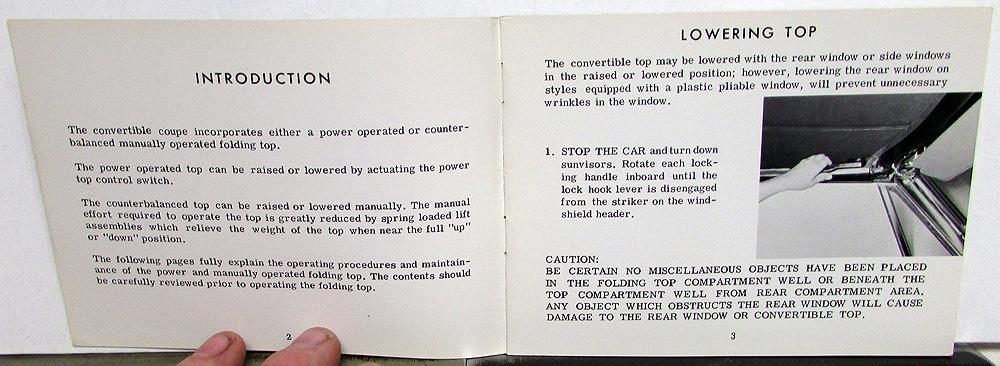 INTRODUCTION
The convertible coupe incorporates either a power operated or counter-
balanced manually operated folding top.
The power operated top can be raised or lowered by actuating the power
top control switch.
The counterbalanced top can be raised or lowered manually. The manual
effort required to operate the top is greatly reduced by spring loaded lift
assemblies which relieve the weight of the top when near the full "up"
or "down" position.
The following pages fully explain the operating procedures and mainten-
ance of the power and manually operated folding top. The contents should
be carefully reviewed prior to operating the folding top.
2
LOWERING TOP
The convertible top may be lowered with the rear window or side windows
in the raised or lowered position; however, lowering the rear window on
styles equipped with a plastic pliable window, will prevent unnecessary
wrinkles in the window.
1. STOP THE CAR and turn down
sunvisors. Rotate each lock-
ing handle inboard until the
lock hook lever is disengaged
from the striker on the wind-
shield header.
CAUTION:
BE CERTAIN NO MISCELLANEOUS OBJECTS HAVE BEEN PLACED
IN THE FOLDING TOP COMPARTMENT WELL OR BENEATH THE
TOP COMPARTMENT WELL FROM REAR COMPARTMENT AREA.
ANY OBJECT WHICH OBSTRUCTS THE REAR WINDOW WILL CAUSE
DAMAGE TO THE REAR WINDOW OR CONVERTIBLE TOP.
3